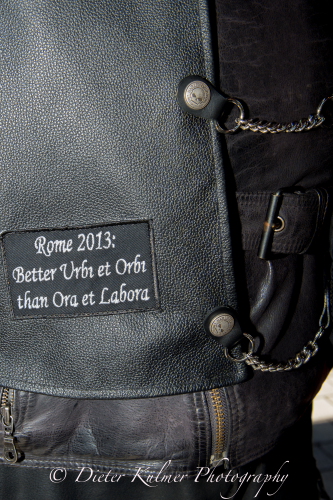 Rome 2013:
Better Urbi et Orbi
than Ora et Labora
© Dieter Kulmer Photography